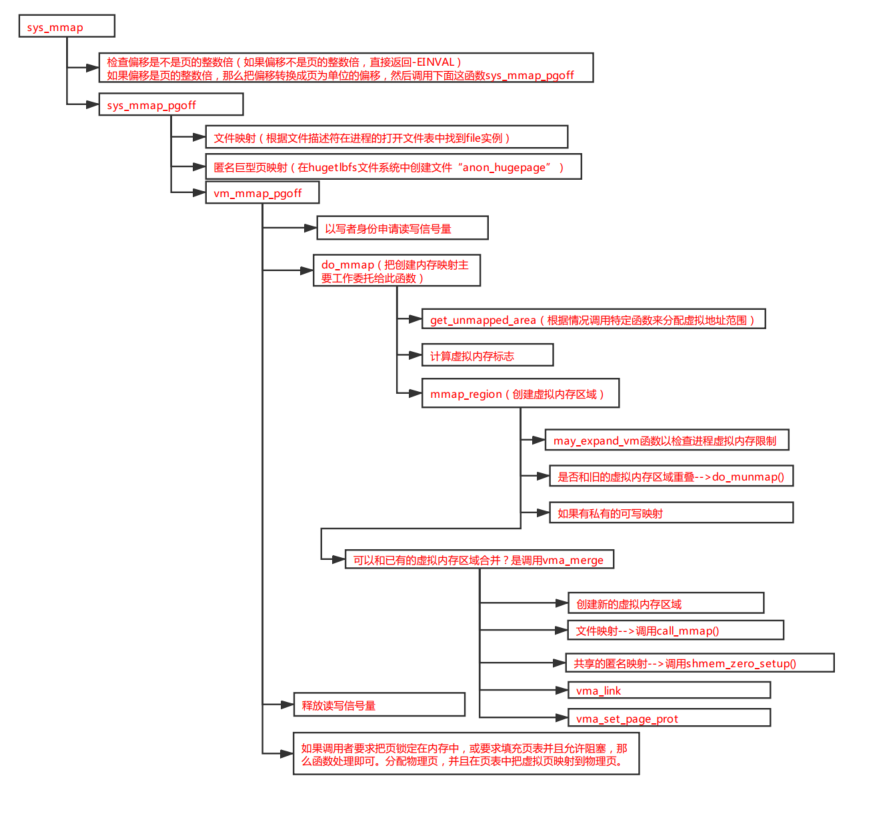 sys_mmap
检查偏移是不是页的整数倍（如果偏移不是页的整数倍，直接返回-EINVAL）
如果偏移是页的整数倍，那么把偏移转换成页为单位的偏移，然后调用下面这函数sys_mmap_pgoff
sys_mmap_pgoff
文件映射（根据文件描述符在进程的打开文件表中找到file实例）
匿名巨型页映射（在hugetlbfs文件系统中创建文件“anon_hugepage”）
vm_mmap_pgoff
以写者身份申请读写信号量
do_mmap（把创建内存映射主
要工作委托给此函数）
get_unmapped_area（根据情况调用特定函数来分配虚拟地址范围）
计算虚拟内存标志
mmap_region（创建虚拟内存区域）
may_expand_vm函数以检查进程虚拟内存限制
是否和旧的虚拟内存区域重叠-->do_munmap()
如果有私有的可写映射
可以和已有的虚拟内存区域合并？是调用vma_merge
创建新的虚拟内存区域
文件映射-->调用call_mmap()
共享的匿名映射-->调用shmem_zero_setup()
vma_link
释放读写信号量
vma_set_page_prot
如果调用者要求把页锁定在内存中，或要求填充页表并且允许阻塞，那
么函数处理即可。分配物理页，并且在页表中把虚拟页映射到物理页。